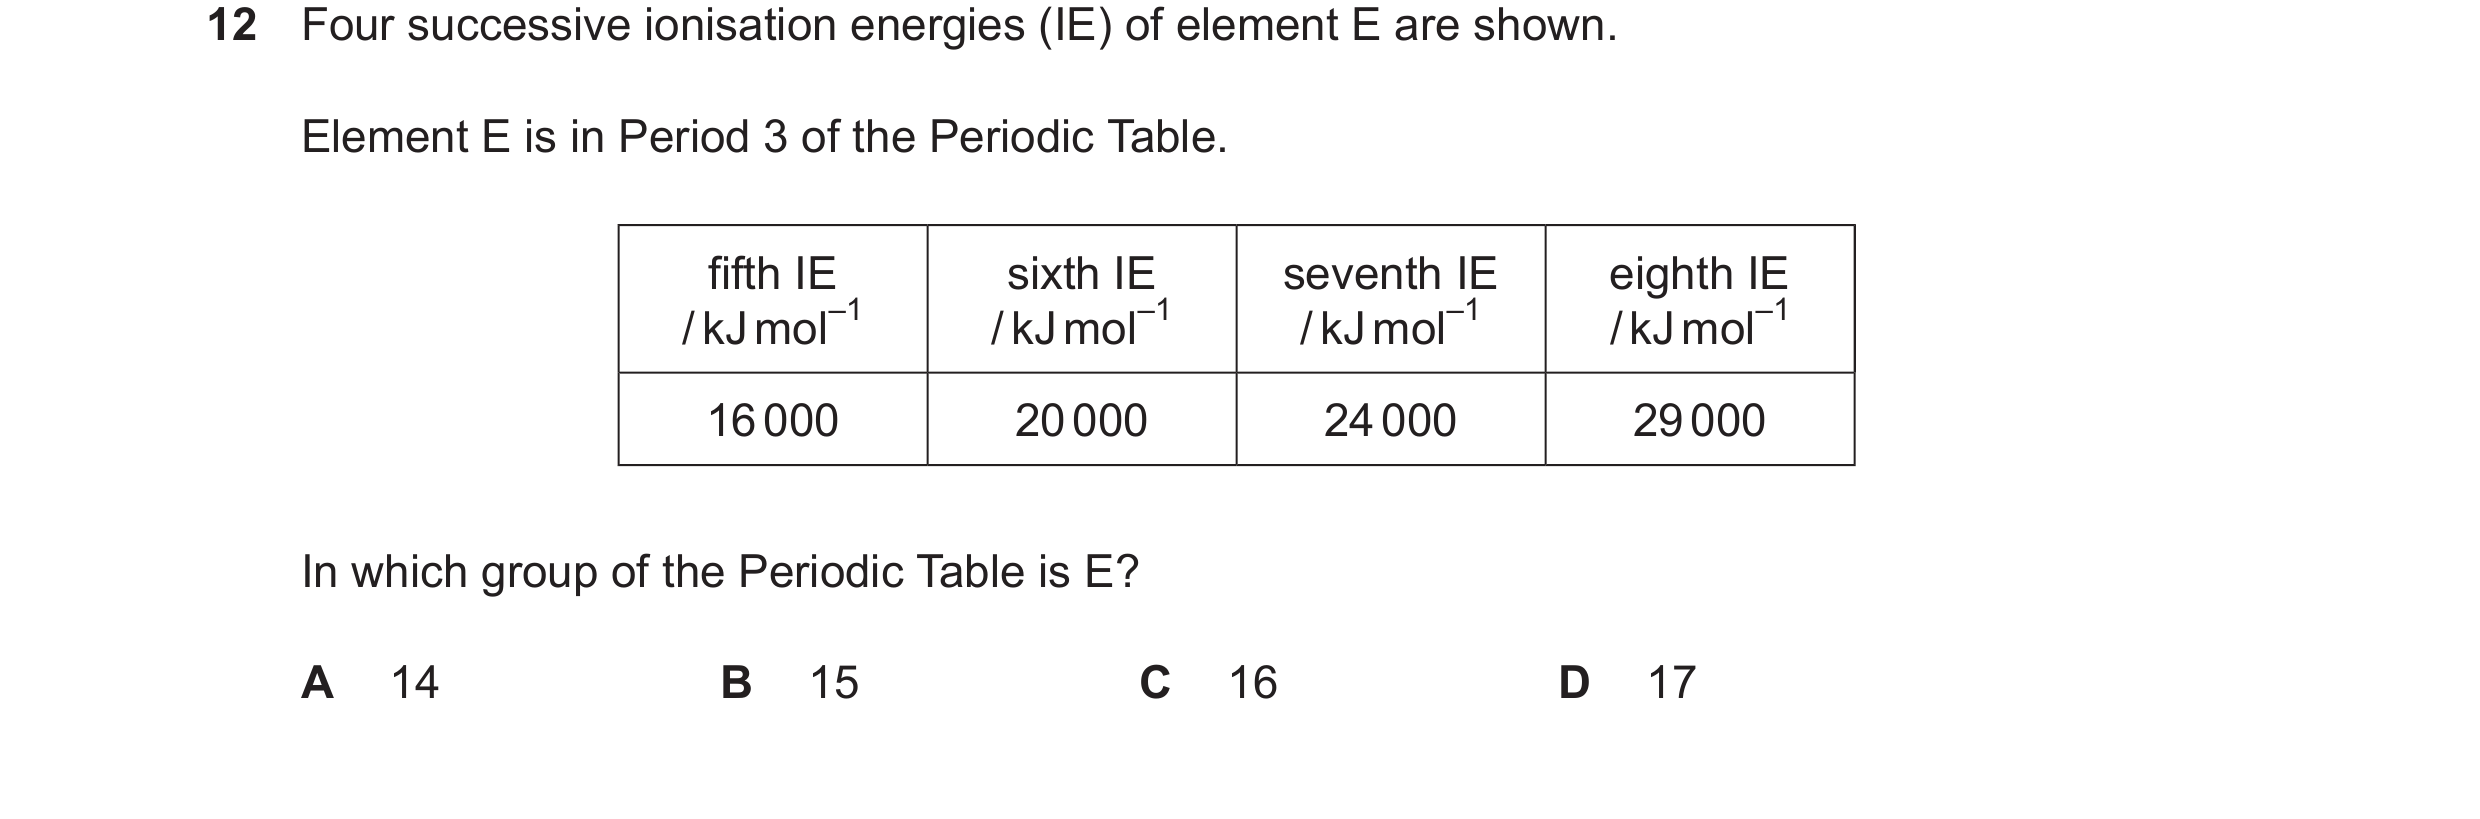 12 Four successive ionisation energies (IE) of element E are shown.
Element E is in Period 3 of the Periodic Table.
fifth IE sixth IE seventh IE eighth IE
/ kJ mol⁻¹ / kJ mol⁻¹ / kJ mol⁻¹ / kJ mol⁻¹
16 000 20 000 24 000 29 000
In which group of the Periodic Table is E?
A 14 B 15 C 16 D 17